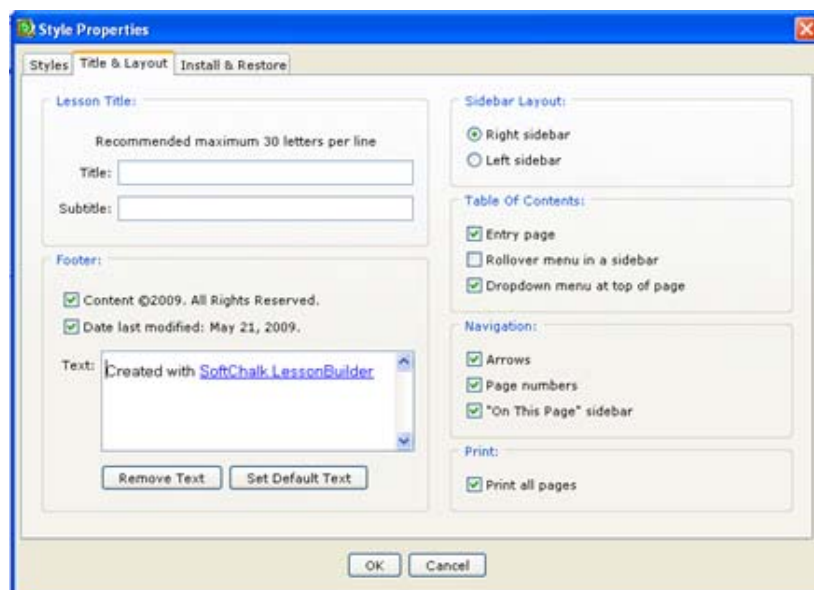 Style Properties
Styles
Title & Layout
Install & Restore
Lesson Title:
Recommended maximum 30 letters per line
Title:
Subtitle:
Footer:
Content ©2009. All Rights Reserved.
Date last modified: May 21, 2009.
Text:
Created with SoftChalk LessonBuilder
Remove Text
Set Default Text
Sidebar Layout:
Right sidebar
Left sidebar
Table Of Contents:
Entry page
Rollover menu in a sidebar
Dropdown menu at top of page
Navigation:
Arrows
Page numbers
"On This Page" sidebar
Print:
Print all pages
OK
Cancel